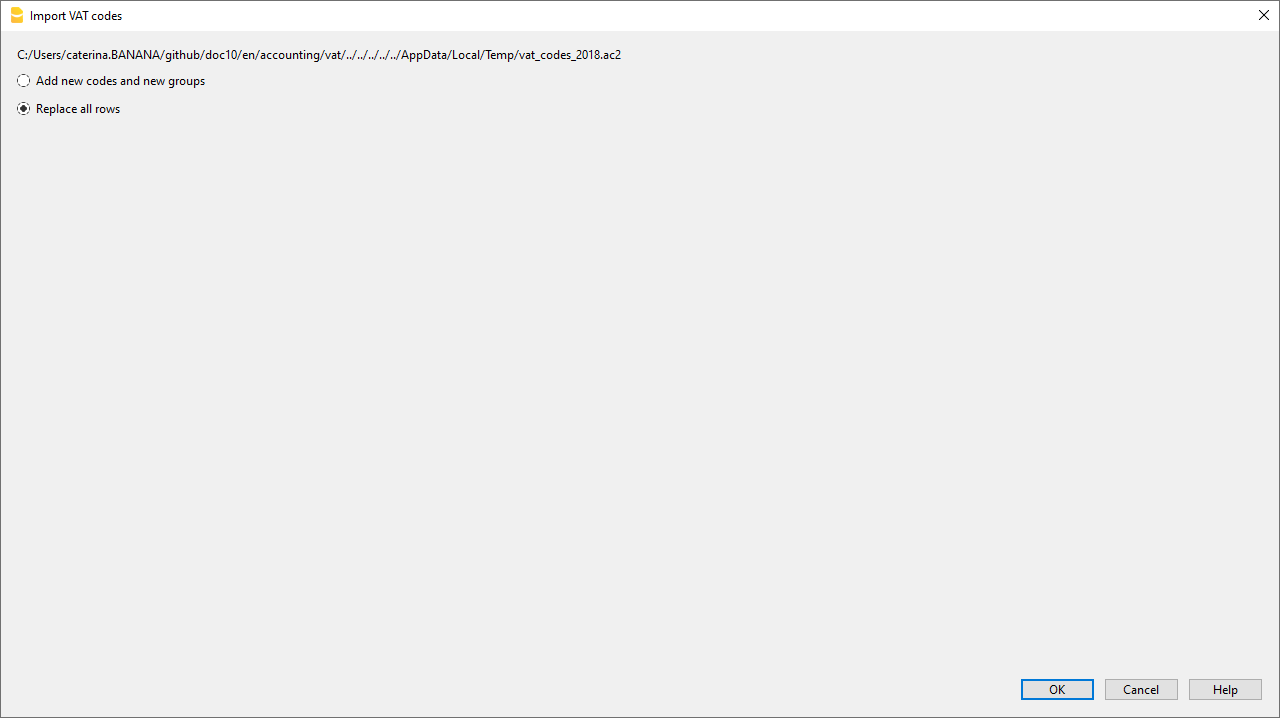 Import VAT codes
C:/Users/caterina.BANANA/github/doc10/en/accounting/vat/../../../../../AppData/Local/Temp/vat_codes_2018.ac2
Add new codes and new groups
Replace all rows
OK Cancel Help